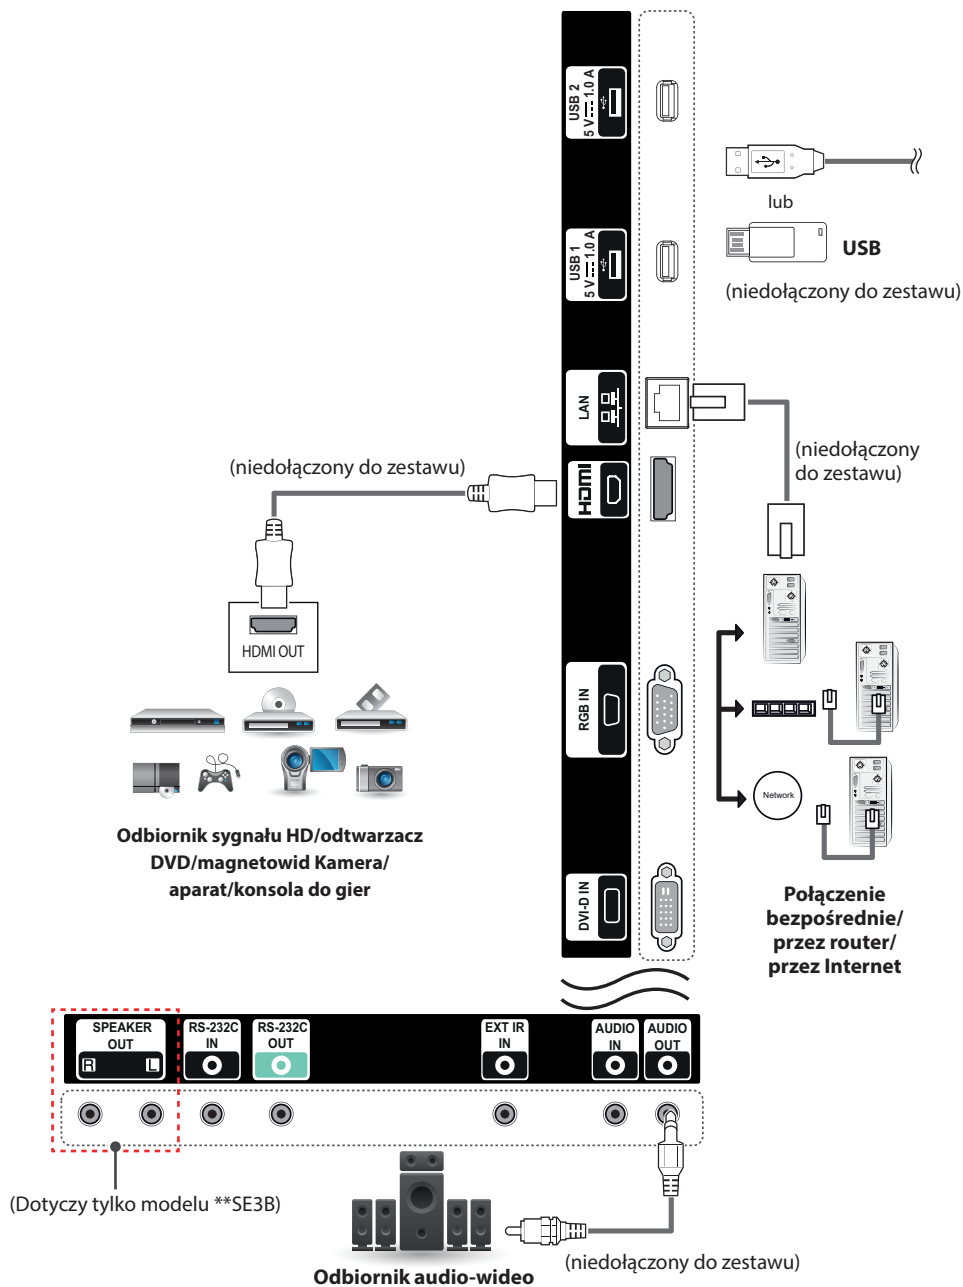 USB 2
5 V 1.0 A
lub
USB
(niedołączony do zestawu)
USB 1
5 V 1.0 A
LAN
(niedołączony
do zestawu)
(niedołączony do zestawu)
HDMI
HDMI OUT
RGB IN
Network
Odbiornik sygnału HD/odtwarzacz
DVD/magnetowid Kamera/
aparat/konsola do gier
DVI-D IN
Połączenie
bezpośrednie/
przez router/
przez Internet
SPEAKER
OUT
R L
RS-232C
IN
RS-232C
OUT
EXT IR
IN
AUDIO
IN
AUDIO
OUT
(Dotyczy tylko modelu **SE3B)
(niedołączony do zestawu)
Odbiornik audio-wideo